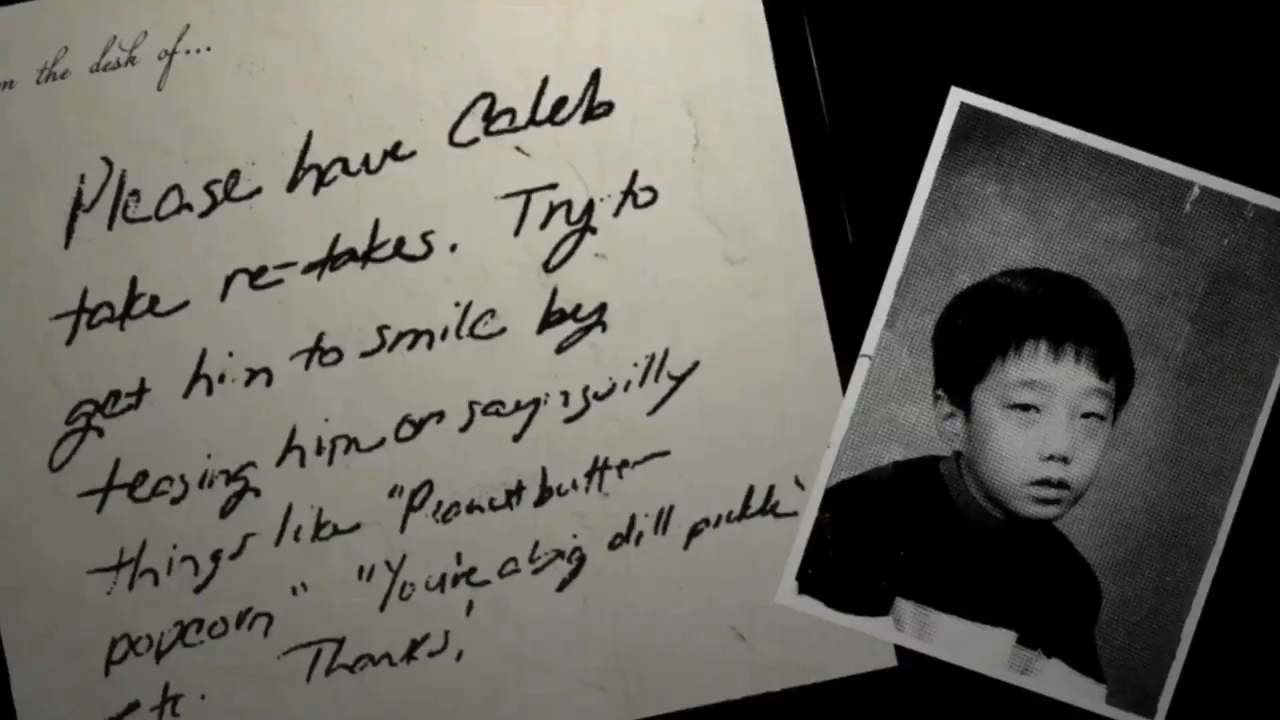 the desk of...
Please have Caleb
take re-takes. Try to
get him to smile by
teasing him or saying silly
things like "Peanut butter
popcorn" "You're a big dill pickle"
etc. Thanks!